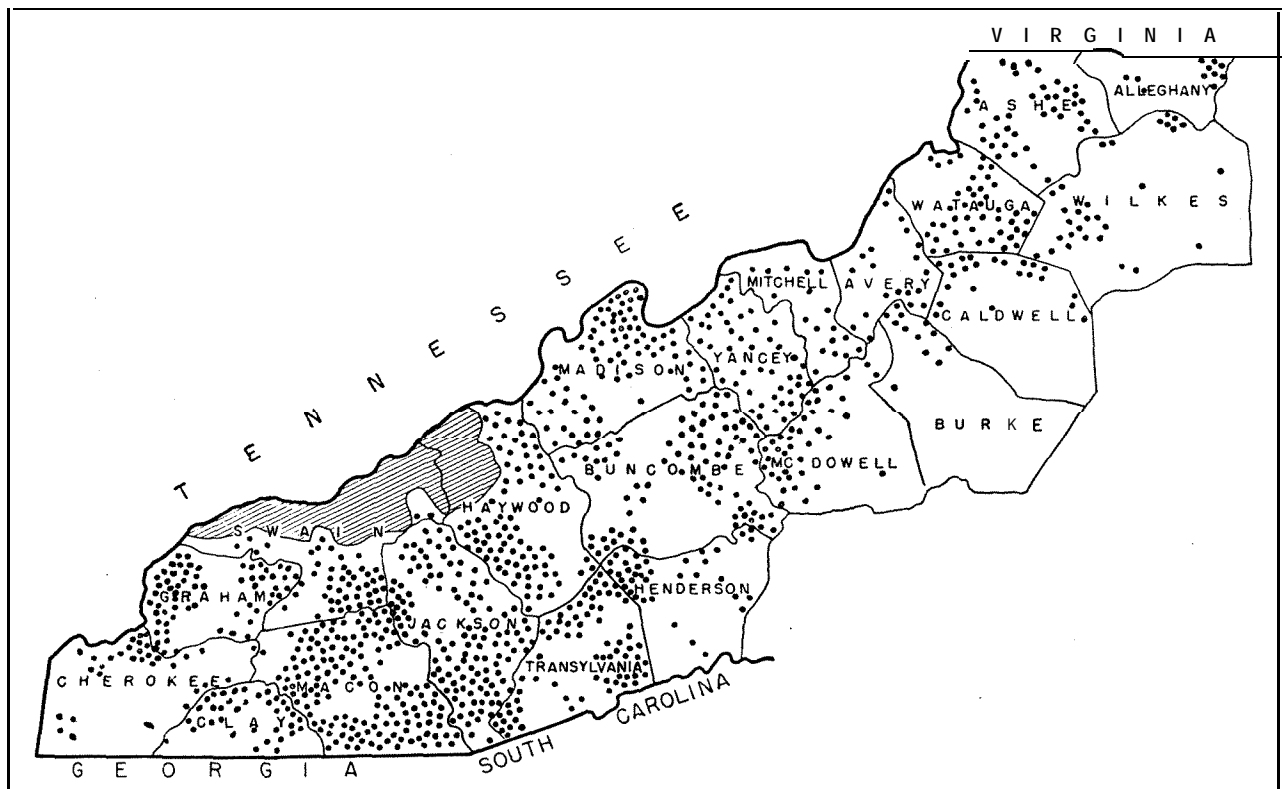 VIRGINIA
ALLEGHANY
ASHE
WATAUGA
WILKES
TENNESSEE
MITCHELL
AVERY
CALDWELL
YANCEY
MADISON
BURKE
BUNCOMBE
MC DOWELL
HAYWOOD
SWAIN
GRAHAM
HENDERSON
JACKSON
TRANSYLVANIA
CHEROKEE
MACON
CLAY
SOUTH CAROLINA
GEORGIA